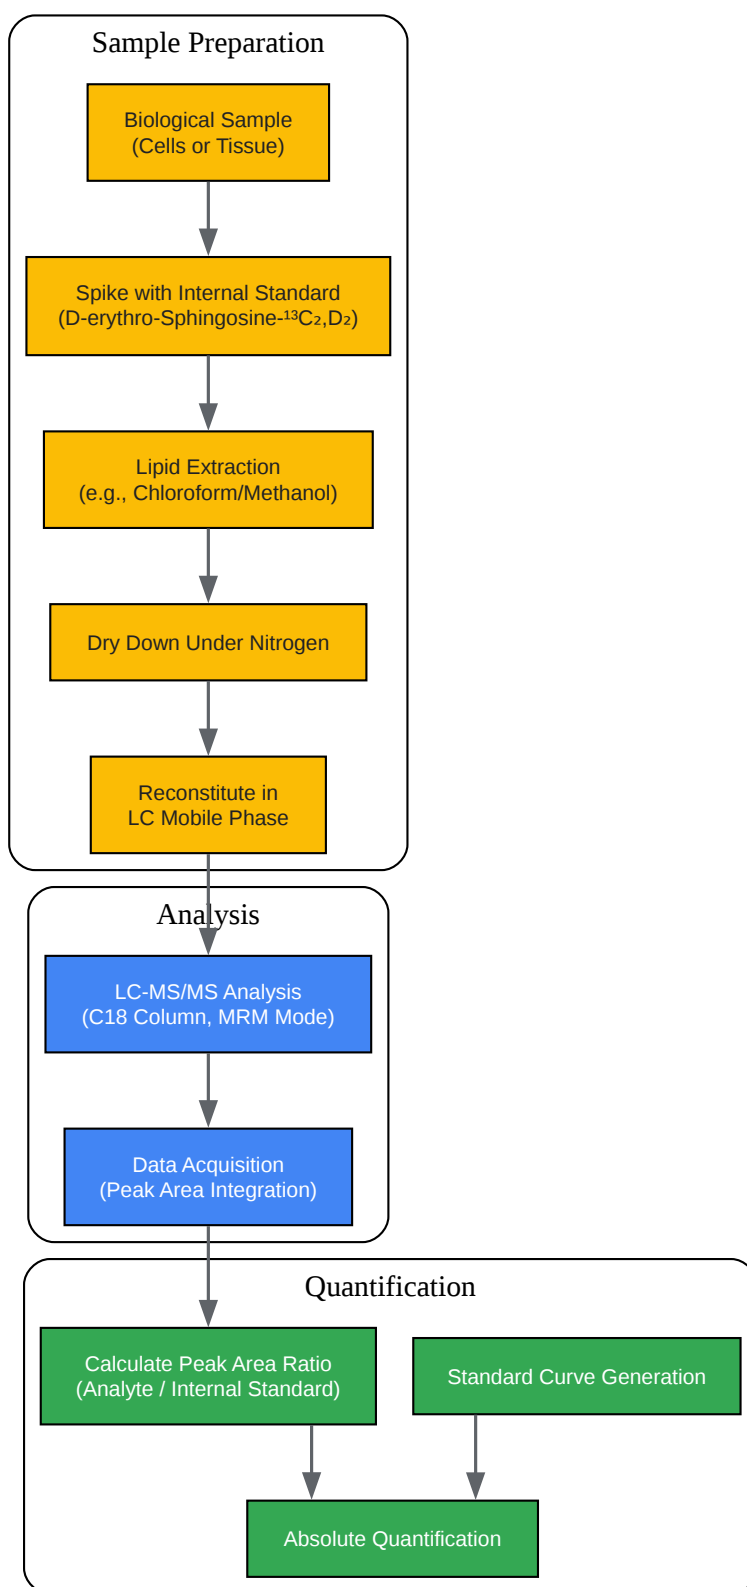 Sample Preparation
Biological Sample
(Cells or Tissue)
Spike with Internal Standard
(D-erythro-Sphingosine-¹³C₂,D₂)
Lipid Extraction
(e.g., Chloroform/Methanol)
Dry Down Under Nitrogen
Reconstitute in
LC Mobile Phase
Analysis
LC-MS/MS Analysis
(C18 Column, MRM Mode)
Data Acquisition
(Peak Area Integration)
Quantification
Calculate Peak Area Ratio
(Analyte / Internal Standard)
Standard Curve Generation
Absolute Quantification